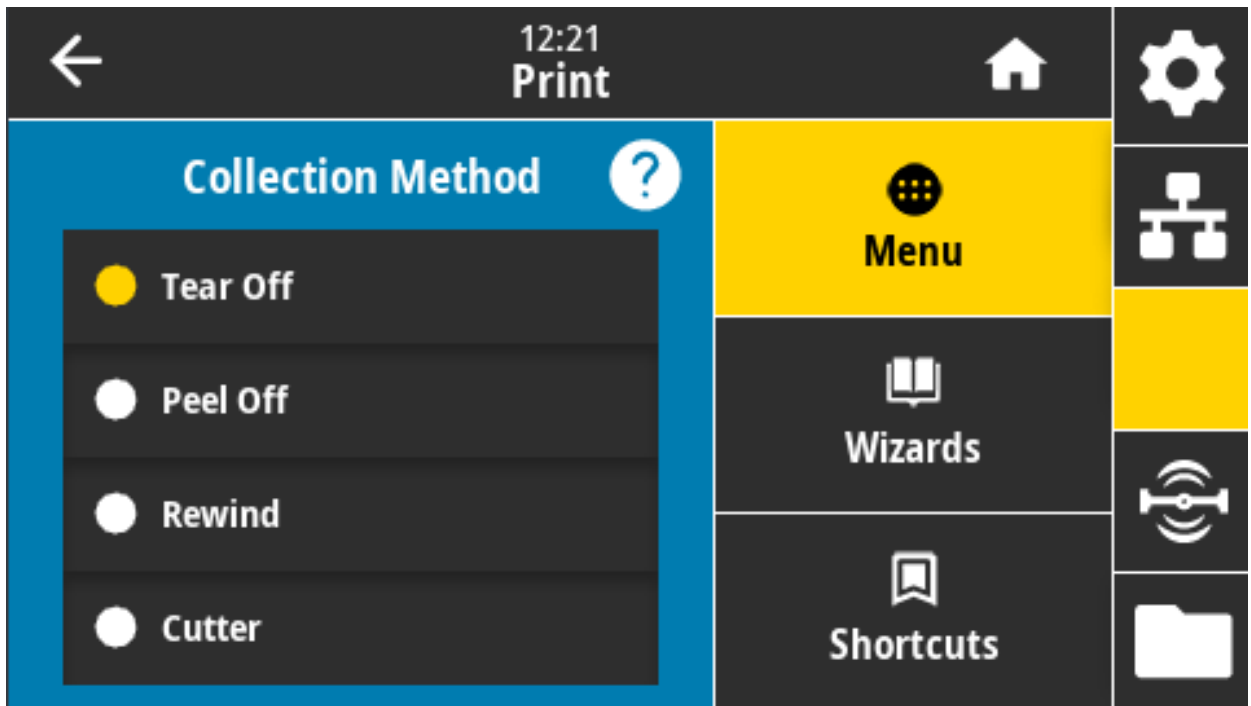 12:21
Print
Collection Method
?
Tear Off
Peel Off
Rewind
Cutter
Menu
Wizards
Shortcuts